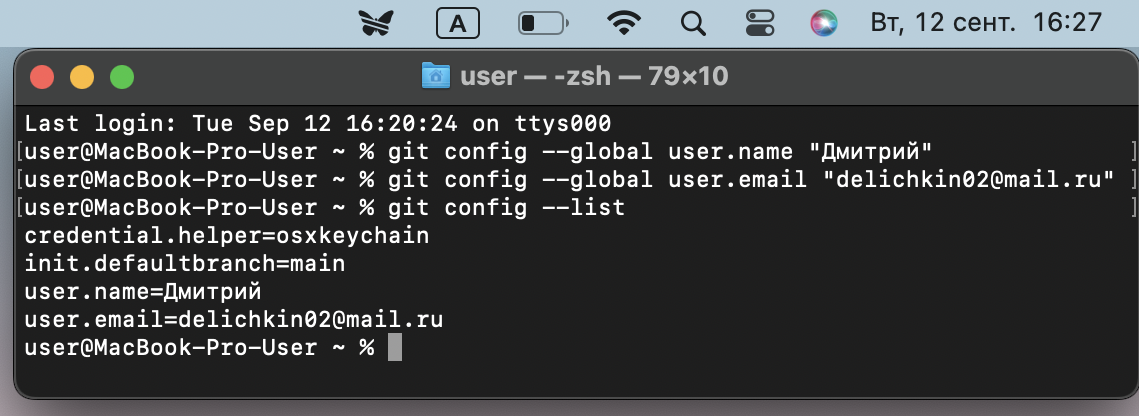 A
Вт, 12 сент. 16:27
user — -zsh — 79×10
Last login: Tue Sep 12 16:20:24 on ttys000
[user@MacBook-Pro-User ~ % git config --global user.name "Дмитрий" ]
[user@MacBook-Pro-User ~ % git config --global user.email "delichkin02@mail.ru" ]
[user@MacBook-Pro-User ~ % git config --list ]
credential.helper=osxkeychain
init.defaultbranch=main
user.name=Дмитрий
user.email=delichkin02@mail.ru
user@MacBook-Pro-User ~ %